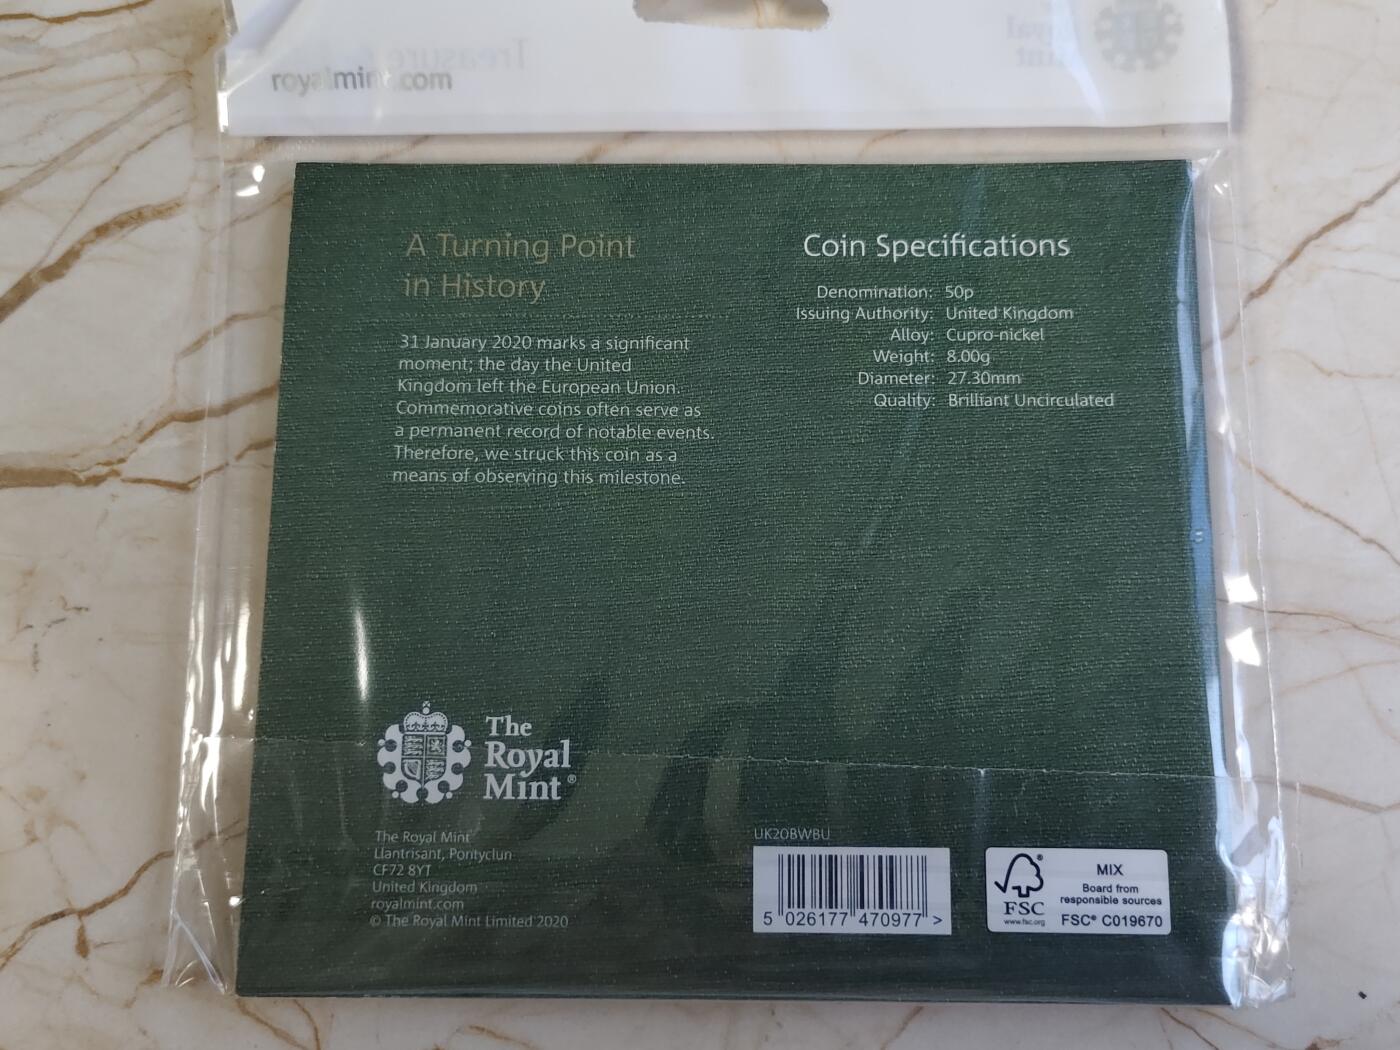 royalmint.com
Treasure
Royal
Mint
A Turning Point
in History
31 January 2020 marks a significant
moment; the day the United
Kingdom left the European Union.
Commemorative coins often serve as
a permanent record of notable events.
Therefore, we struck this coin as a
means of observing this milestone.
Coin Specifications
Denomination: 50p
Issuing Authority: United Kingdom
Alloy: Cupro-nickel
Weight: 8.00g
Diameter: 27.30mm
Quality: Brilliant Uncirculated
The
Royal
Mint®
The Royal Mint
Llantrisant, Pontyclun
CF72 8YT
United Kingdom
royalmint.com
© The Royal Mint Limited 2020
UK20BWBU
5 026177 470977 >
FSC
www.fsc.org
MIX
Board from
responsible sources
FSC® C019670